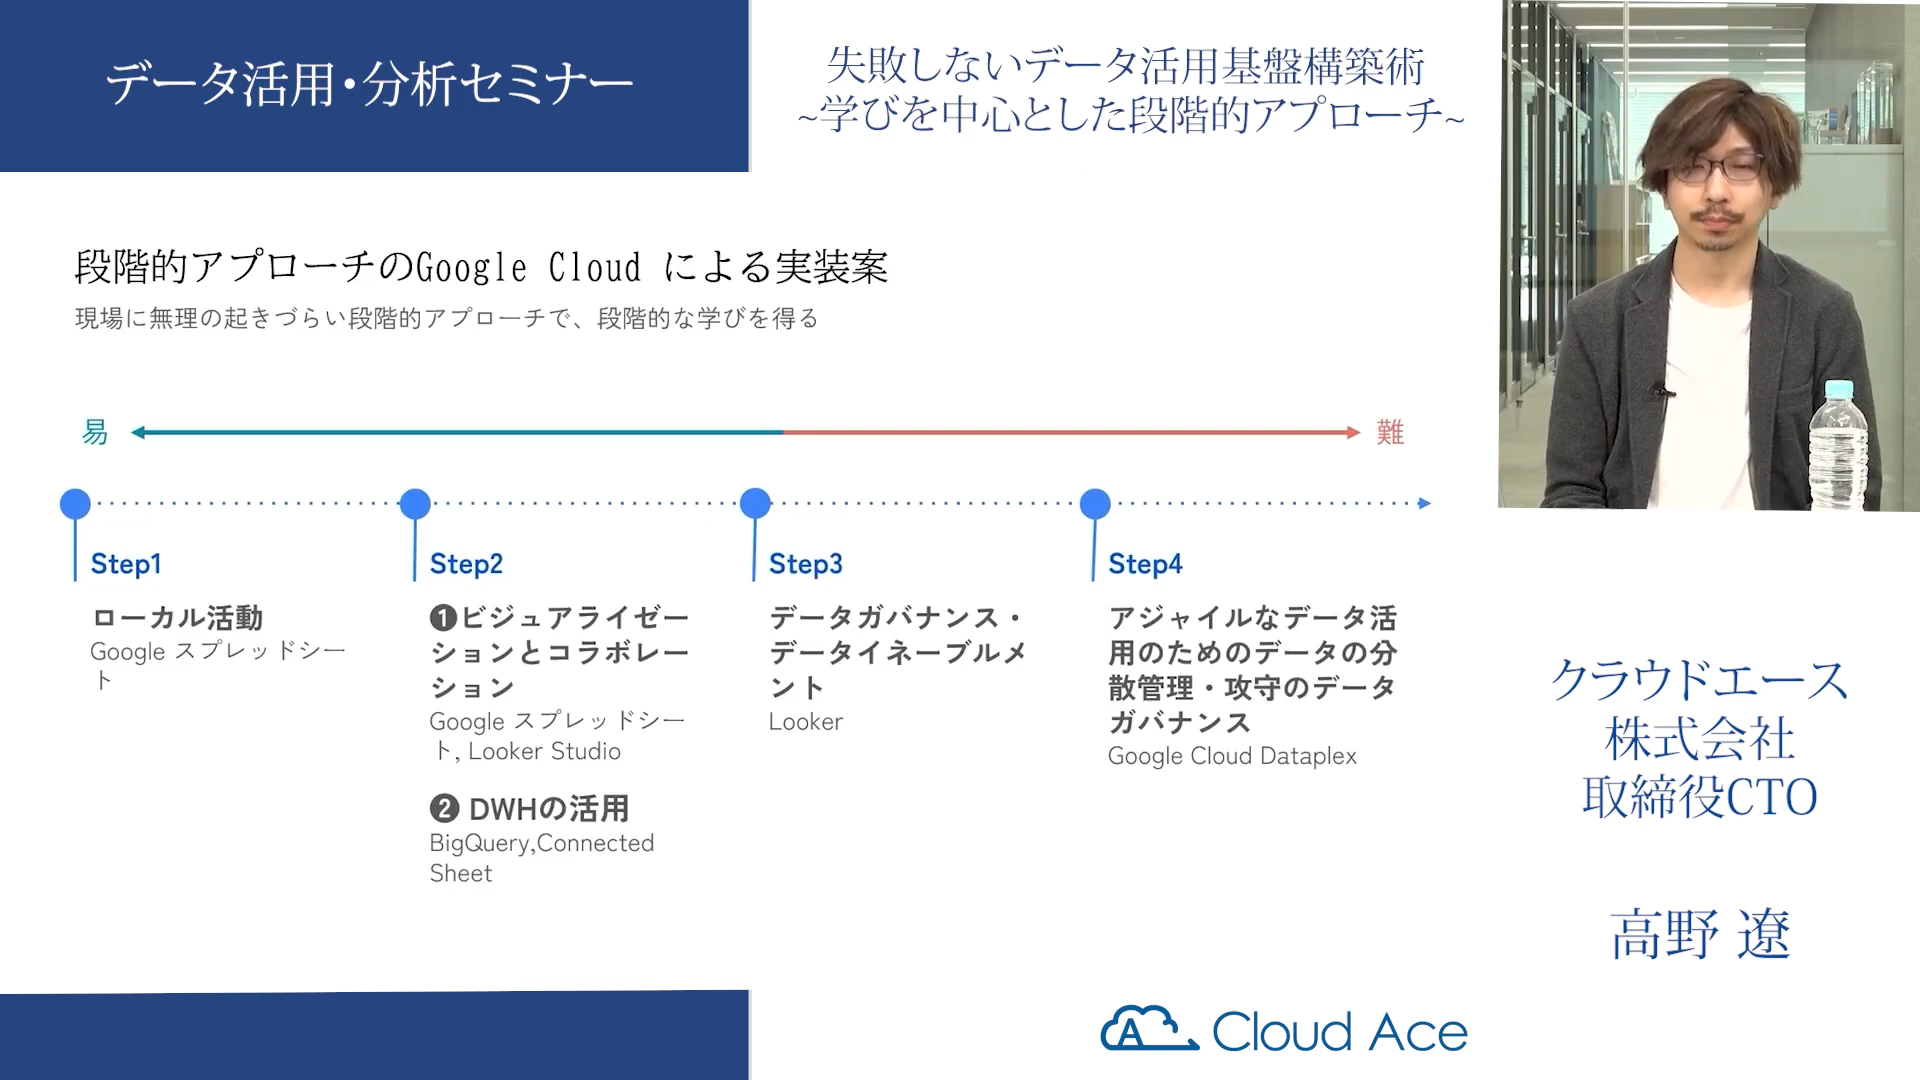 データ活用・分析セミナー
失敗しないデータ活用基盤構築術
~学びを中心とした段階的アプローチ~
段階的アプローチのGoogle Cloud による実装案
現場に無理の起きづらい段階的アプローチで、段階的な学びを得る
易
難
Step1
ローカル活動
Google スプレッドシー
ト
Step2
❶ビジュアライゼー
ションとコラボレー
ション
Google スプレッドシー
ト, Looker Studio
❷ DWHの活用
BigQuery,Connected
Sheet
Step3
データガバナンス・
データイネーブルメ
ント
Looker
Step4
アジャイルなデータ活
用のためのデータの分
散管理・攻守のデータ
ガバナンス
Google Cloud Dataplex
クラウドエース
株式会社
取締役CTO
高野 遼
A Cloud Ace